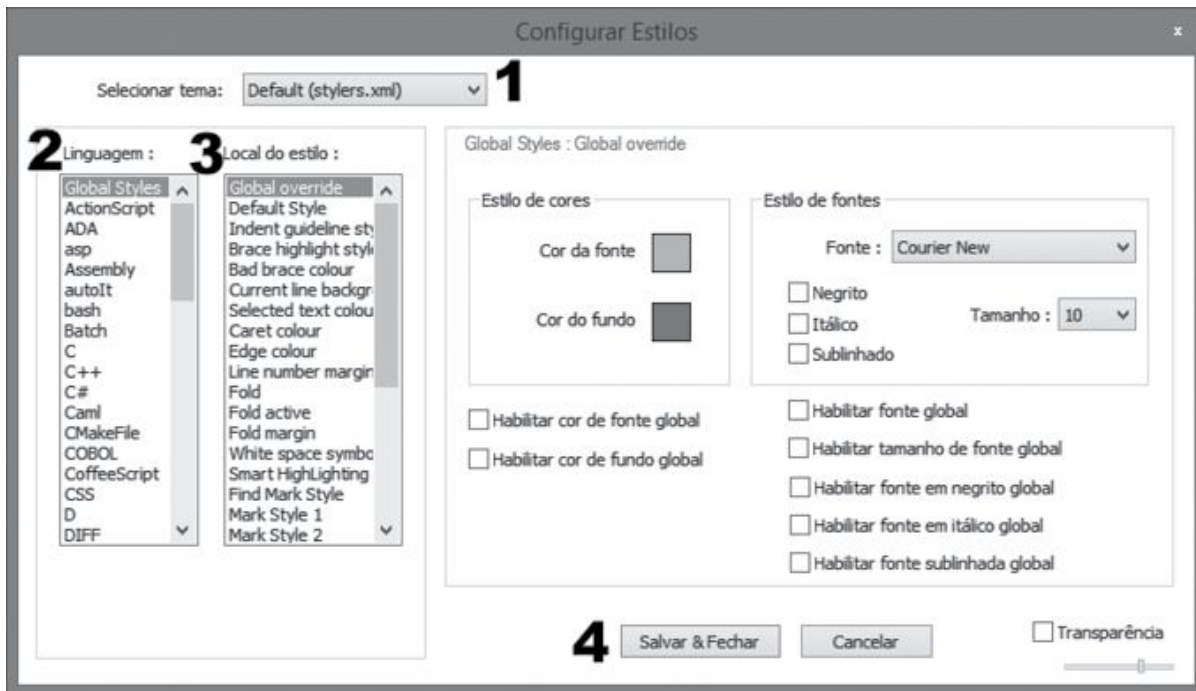 Configurar Estilos
x
Selecionar tema: Default (stylers.xml) 1
2 Linguagem :
Global Styles
ActionScript
ADA
asp
Assembly
autoIt
bash
Batch
C
C++
C#
Caml
CMakeFile
COBOL
CoffeeScript
CSS
D
DIFF
3 Local do estilo :
Global override
Default Style
Indent guideline sty
Brace highlight style
Bad brace colour
Current line backgr
Selected text colou
Caret colour
Edge colour
Line number margin
Fold
Fold active
Fold margin
White space symbo
Smart HighLighting
Find Mark Style
Mark Style 1
Mark Style 2
Global Styles : Global override
Estilo de cores
Cor da fonte
Cor do fundo
Habilitar cor de fonte global
Habilitar cor de fundo global
Estilo de fontes
Fonte : Courier New
Negrito
Itálico
Sublinhado
Tamanho : 10
Habilitar fonte global
Habilitar tamanho de fonte global
Habilitar fonte em negrito global
Habilitar fonte em itálico global
Habilitar fonte sublinhada global
4 Salvar & Fechar Cancelar
Transparência